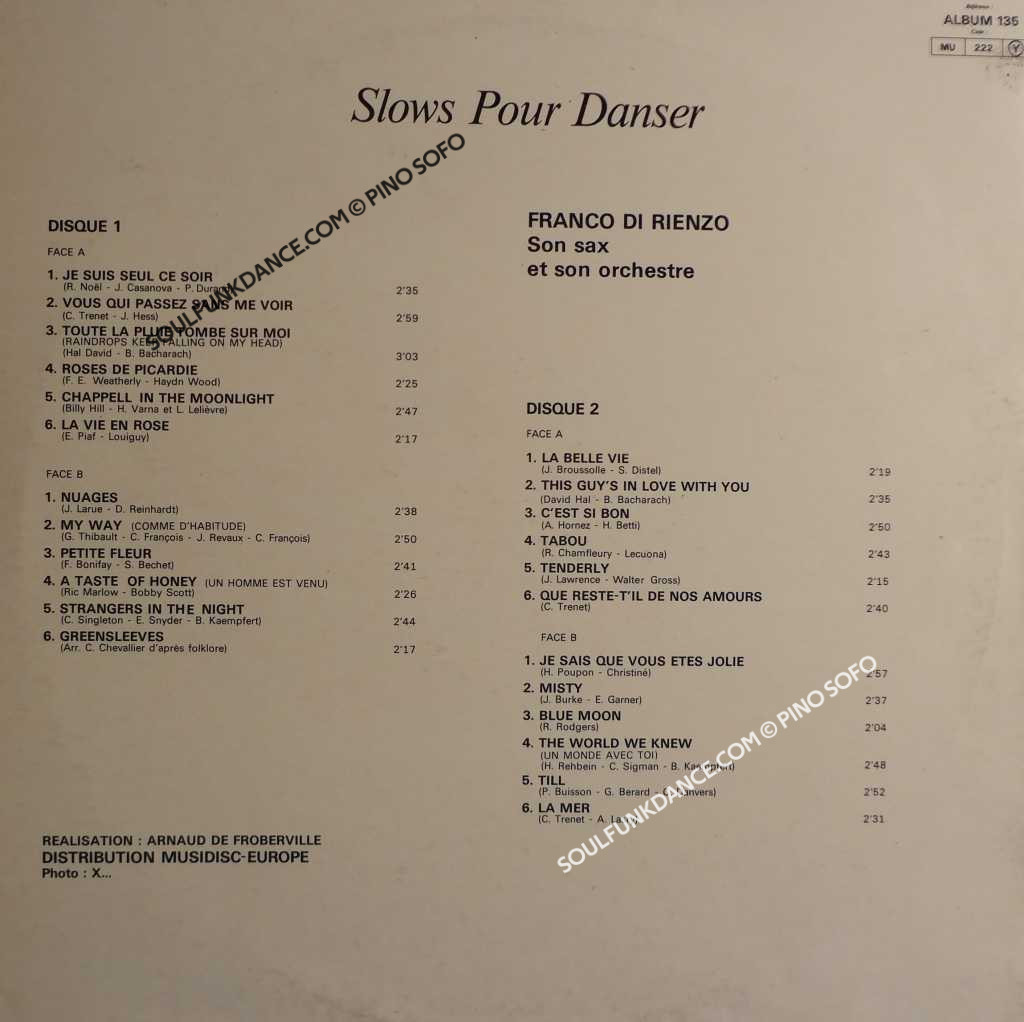 Référence :
ALBUM 135
Code :
MU 222 Y
Slows Pour Danser
DISQUE 1
FACE A
1. JE SUIS SEUL CE SOIR
(R. Noël - J. Casanova - P. Durand) 2'35
2. VOUS QUI PASSEZ SANS ME VOIR
(C. Trenet - J. Hess) 2'59
3. TOUTE LA PLUIE TOMBE SUR MOI
(RAINDROPS KEEP FALLING ON MY HEAD)
(Hal David - B. Bacharach) 3'03
4. ROSES DE PICARDIE
(F. E. Weatherly - Haydn Wood) 2'25
5. CHAPPELL IN THE MOONLIGHT
(Billy Hill - H. Varna et L. Lelièvre) 2'47
6. LA VIE EN ROSE
(E. Piaf - Louiguy) 2'17
FACE B
1. NUAGES
(J. Larue - D. Reinhardt) 2'38
2. MY WAY (COMME D'HABITUDE)
(G. Thibault - C. François - J. Revaux - C. François) 2'50
3. PETITE FLEUR
(F. Bonifay - S. Bechet) 2'41
4. A TASTE OF HONEY (UN HOMME EST VENU)
(Ric Marlow - Bobby Scott) 2'26
5. STRANGERS IN THE NIGHT
(C. Singleton - E. Snyder - B. Kaempfert) 2'44
6. GREENSLEEVES
(Arr. C. Chevallier d'après folklore) 2'17
REALISATION : ARNAUD DE FROBERVILLE
DISTRIBUTION MUSIDISC-EUROPE
Photo : X...
FRANCO DI RIENZO
Son sax
et son orchestre
DISQUE 2
FACE A
1. LA BELLE VIE
(J. Broussolle - S. Distel) 2'19
2. THIS GUY'S IN LOVE WITH YOU
(David Hal - B. Bacharach) 2'35
3. C'EST SI BON
(A. Hornez - H. Betti) 2'50
4. TABOU
(R. Chamfleury - Lecuona) 2'43
5. TENDERLY
(J. Lawrence - Walter Gross) 2'15
6. QUE RESTE-T'IL DE NOS AMOURS
(C. Trenet) 2'40
FACE B
1. JE SAIS QUE VOUS ETES JOLIE
(H. Poupon - Christiné) 2'57
2. MISTY
(J. Burke - E. Garner) 2'37
3. BLUE MOON
(R. Rodgers) 2'04
4. THE WORLD WE KNEW
(UN MONDE AVEC TOI)
(H. Rehbein - C. Sigman - B. Kaempfert) 2'48
5. TILL
(P. Buisson - G. Berard - C. Danvers) 2'52
6. LA MER
(C. Trenet - A. Lasry) 2'31
SOULFUNKDANCE.COM © PINO SOFO
SOULFUNKDANCE.COM © PINO SOFO